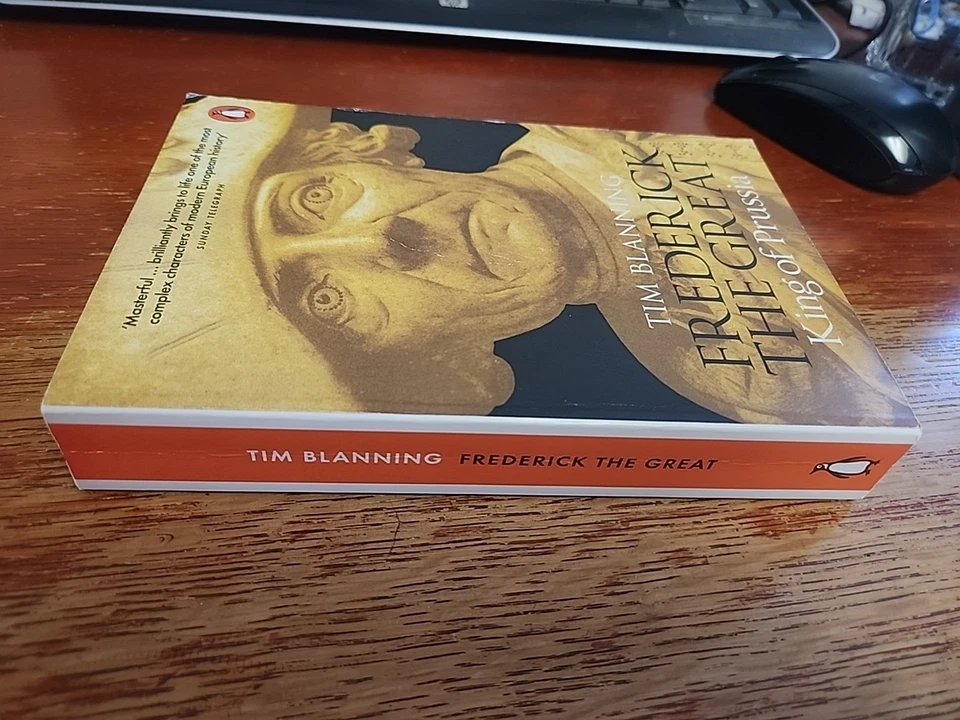 'Masterful ... brilliantly brings to life one of the most
complex characters of modern European history'
SUNDAY TELEGRAPH
TIM BLANNING
FREDERICK
THE GREAT
King of Prussia
TIM BLANNING FREDERICK THE GREAT
hp